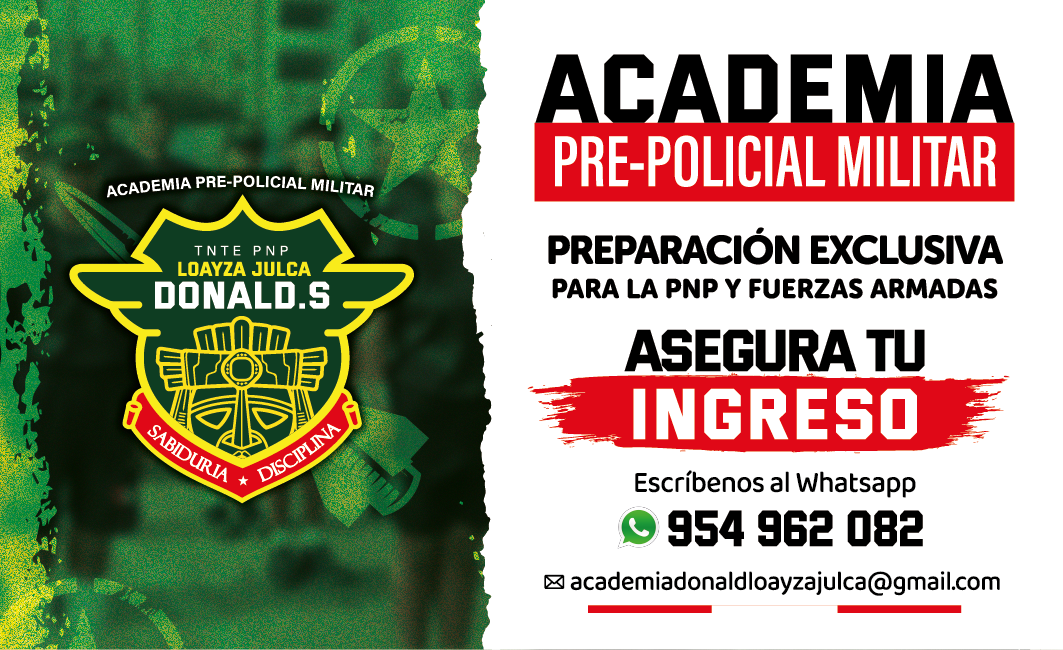 ACADEMIA PRE-POLICIAL MILITAR
TNTE PNP
LOAYZA JULCA
DONALD.S
SABIDURIA ★ DISCIPLINA
ACADEMIA
PRE-POLICIAL MILITAR
PREPARACIÓN EXCLUSIVA
PARA LA PNP Y FUERZAS ARMADAS
ASEGURA TU
INGRESO
Escríbenos al Whatsapp
954 962 082
academiadonaldloayzajulca@gmail.com